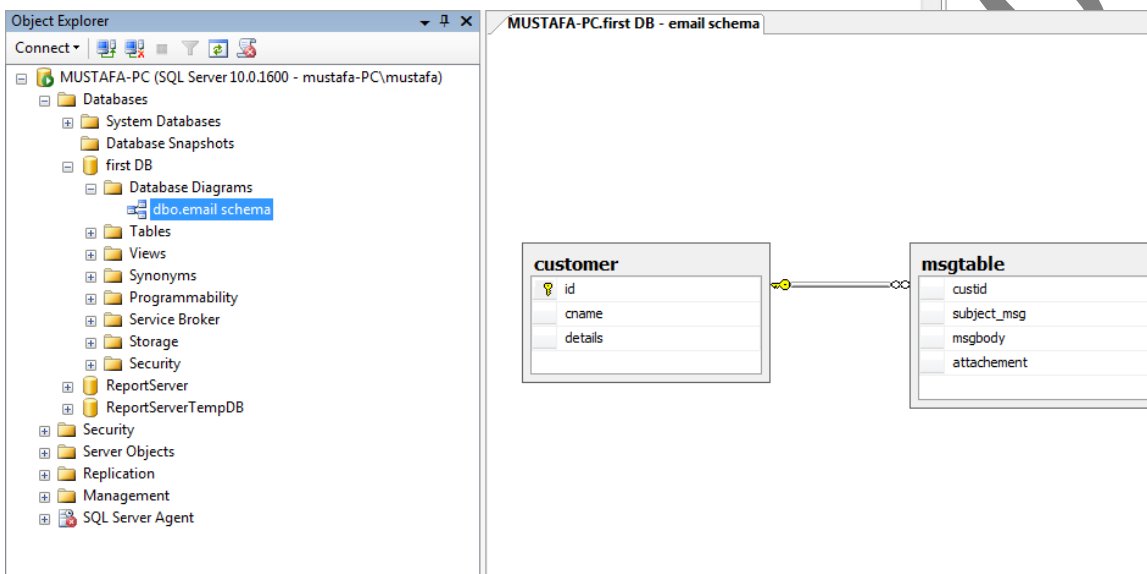 Object Explorer
Connect
MUSTAFA-PC (SQL Server 10.0.1600 - mustafa-PC\mustafa)
Databases
System Databases
Database Snapshots
first DB
Database Diagrams
dbo.email schema
Tables
Views
Synonyms
Programmability
Service Broker
Storage
Security
ReportServer
ReportServerTempDB
Security
Server Objects
Replication
Management
SQL Server Agent
MUSTAFA-PC.first DB - email schema
customer
id
cname
details
msgtable
custid
subject_msg
msgbody
attachement